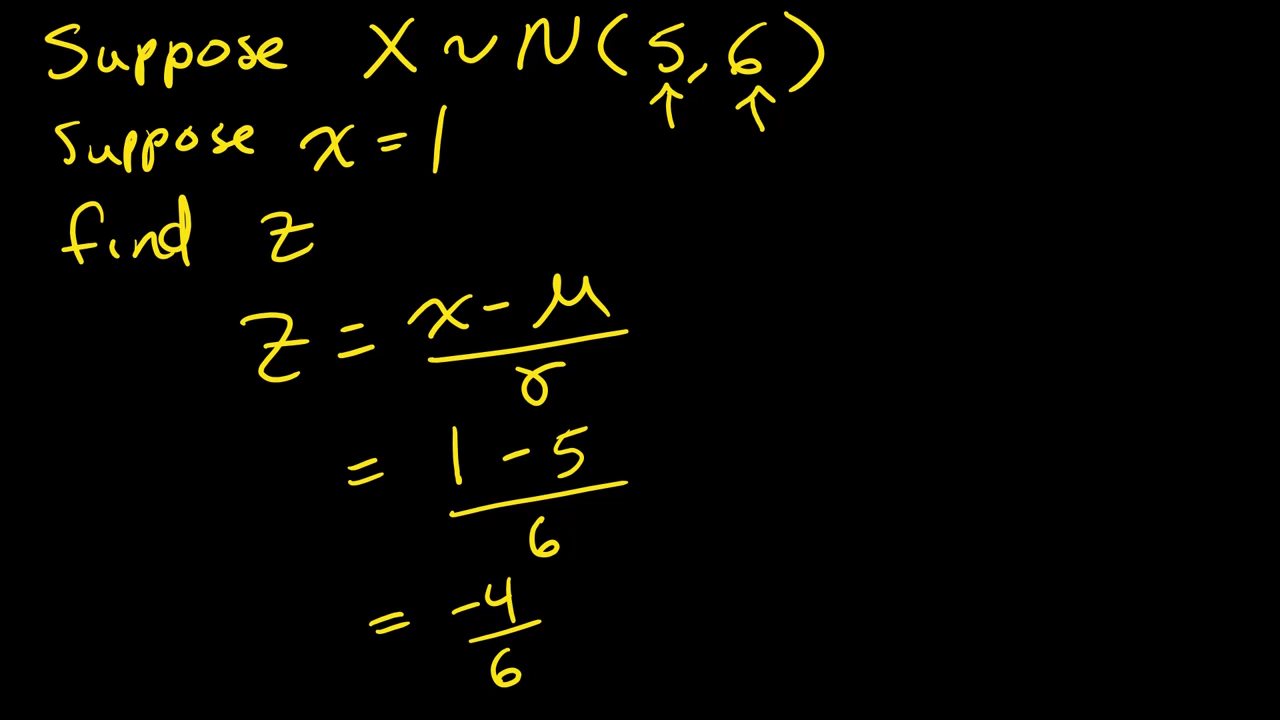 Suppose X ~ N(5, 6)
↑ ↑
Suppose x = 1
find z
z = (x - μ)/σ
= (1 - 5)/6
= -4/6